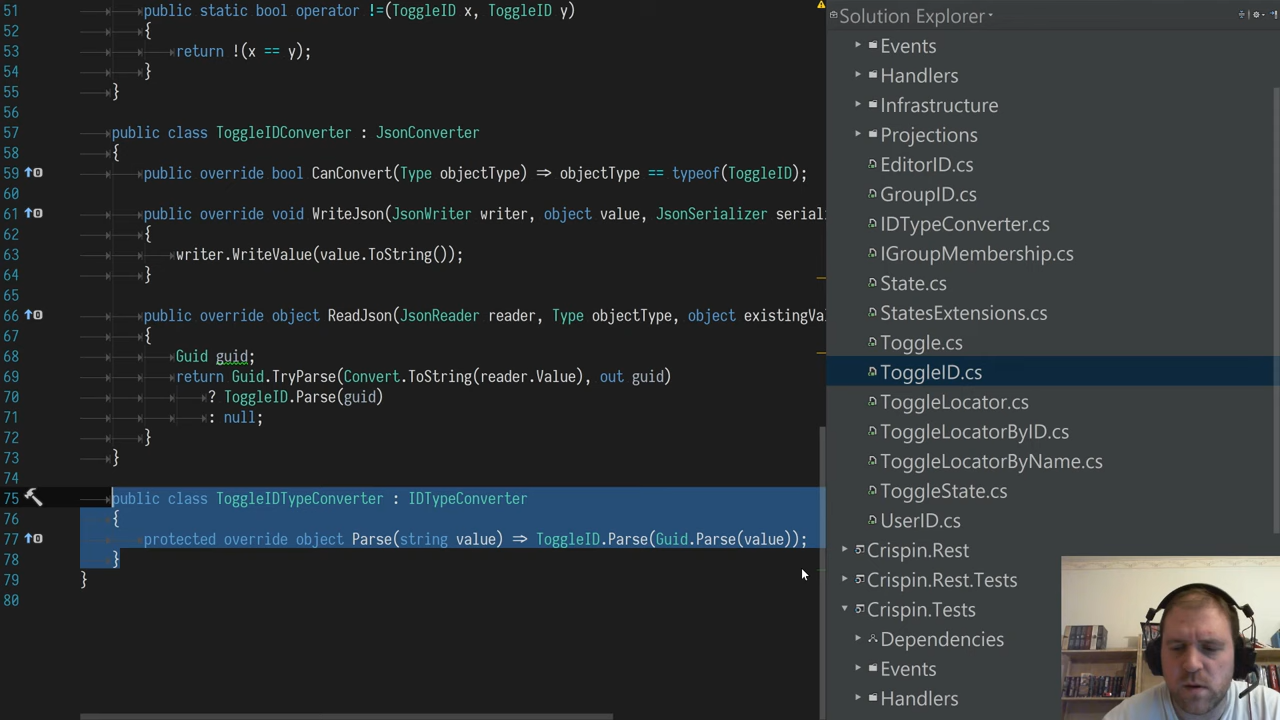 51 public static bool operator !=(ToggleID x, ToggleID y)
52 {
53 return !(x == y);
54 }
55 }
56
57 public class ToggleIDConverter : JsonConverter
58 {
59 public override bool CanConvert(Type objectType) => objectType == typeof(ToggleID);
60
61 public override void WriteJson(JsonWriter writer, object value, JsonSerializer serial
62 {
63 writer.WriteValue(value.ToString());
64 }
65
66 public override object ReadJson(JsonReader reader, Type objectType, object existingVa
67 {
68 Guid guid;
69 return Guid.TryParse(Convert.ToString(reader.Value), out guid)
70 ? ToggleID.Parse(guid)
71 : null;
72 }
73 }
74
75 public class ToggleIDTypeConverter : IDTypeConverter
76 {
77 protected override object Parse(string value) => ToggleID.Parse(Guid.Parse(value));
78 }
79 }
80
Solution Explorer
Events
Handlers
Infrastructure
Projections
EditorID.cs
GroupID.cs
IDTypeConverter.cs
IGroupMembership.cs
State.cs
StatesExtensions.cs
Toggle.cs
ToggleID.cs
ToggleLocator.cs
ToggleLocatorByID.cs
ToggleLocatorByName.cs
ToggleState.cs
UserID.cs
Crispin.Rest
Crispin.Rest.Tests
Crispin.Tests
Dependencies
Events
Handlers